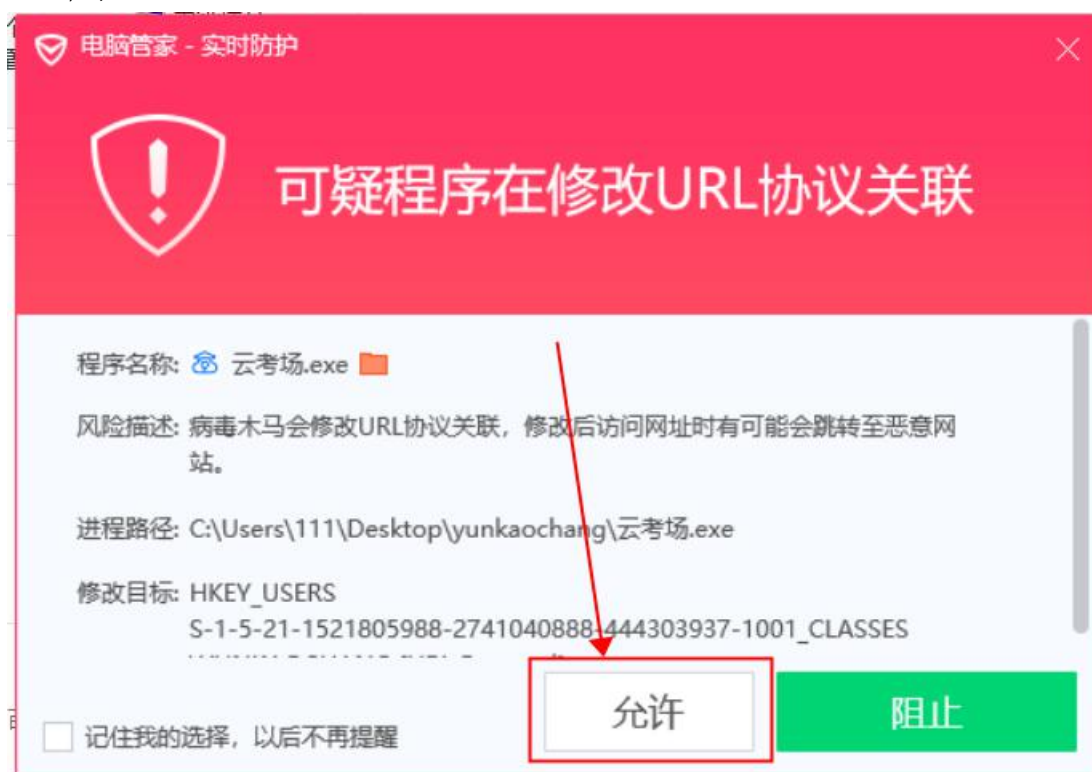 电脑管家 - 实时防护
可疑程序在修改URL协议关联
程序名称: 云考场.exe
风险描述: 病毒木马会修改URL协议关联，修改后访问网址时有可能会跳转至恶意网
站。
进程路径: C:\Users\111\Desktop\yunkaochang\云考场.exe
修改目标: HKEY_USERS
S-1-5-21-1521805988-2741040888-444303937-1001_CLASSES
记住我的选择，以后不再提醒
允许
阻止